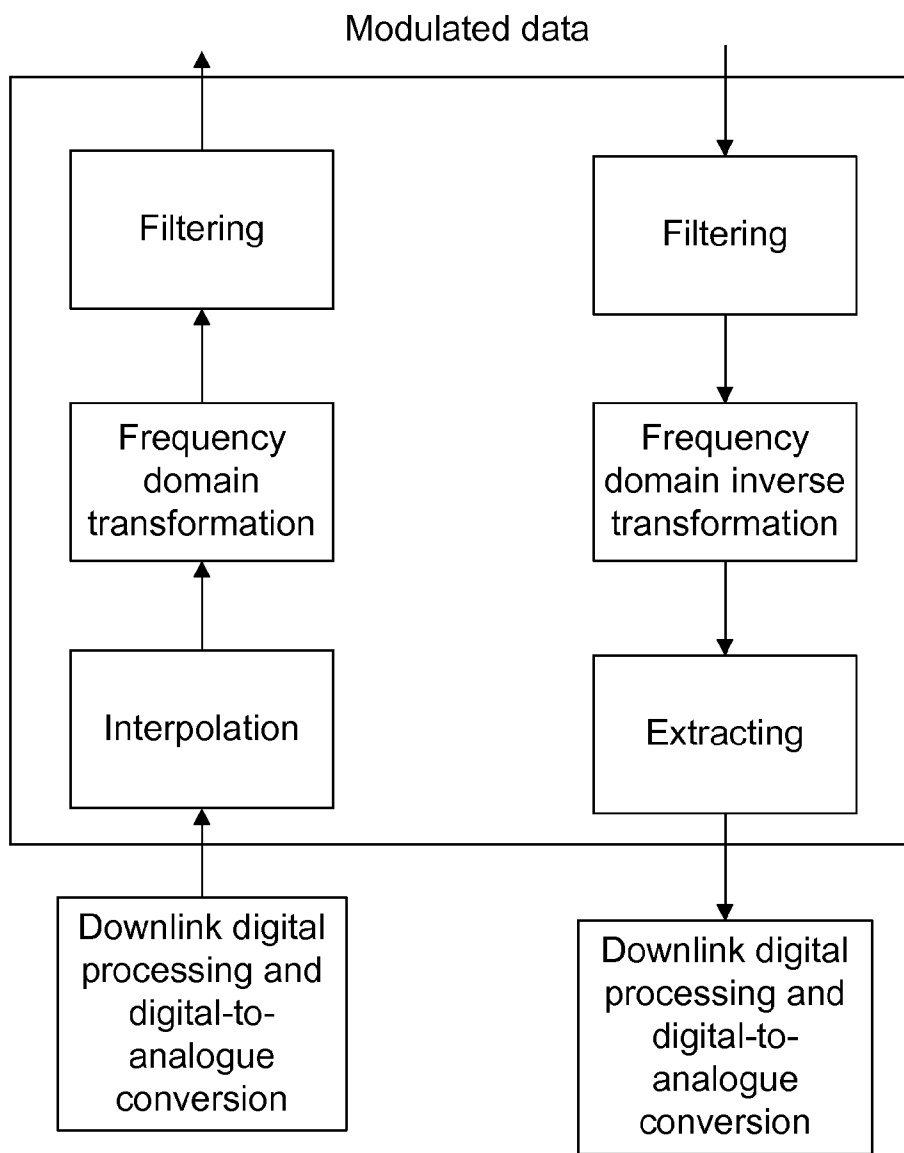 Modulated data
Filtering
Frequency
domain
transformation
Interpolation
Downlink digital
processing and
digital-to-
analogue
conversion
Filtering
Frequency
domain inverse
transformation
Extracting
Downlink digital
processing and
digital-to-
analogue
conversion